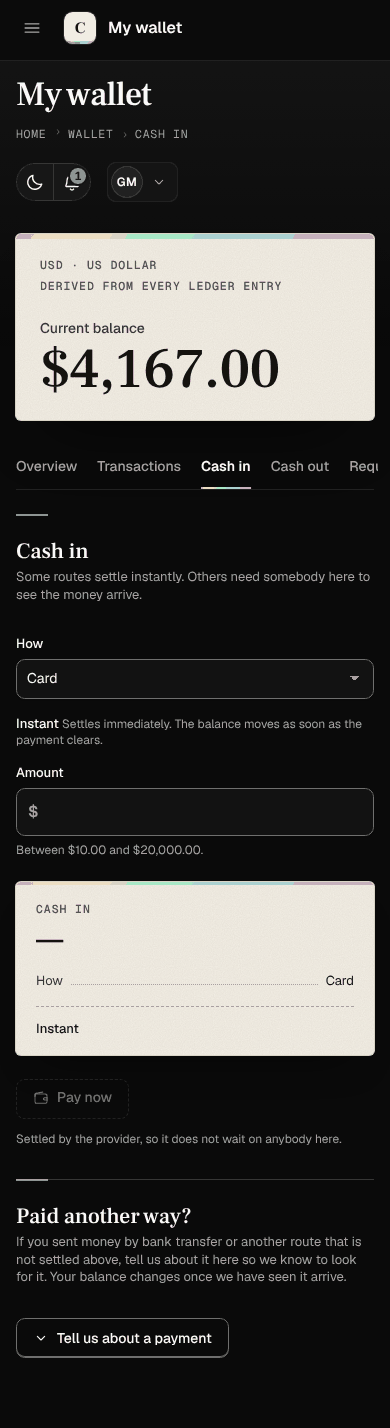 C My wallet
My wallet
HOME › WALLET › CASH IN
1
GM
USD · US DOLLAR
DERIVED FROM EVERY LEDGER ENTRY
Current balance
$4,167.00
Overview Transactions Cash in Cash out Requ
Cash in
Some routes settle instantly. Others need somebody here to
see the money arrive.
How
Card
Instant Settles immediately. The balance moves as soon as the
payment clears.
Amount
$
Between $10.00 and $20,000.00.
CASH IN
—
How Card
Instant
Pay now
Settled by the provider, so it does not wait on anybody here.
Paid another way?
If you sent money by bank transfer or another route that is
not settled above, tell us about it here so we know to look
for it. Your balance changes once we have seen it arrive.
Tell us about a payment